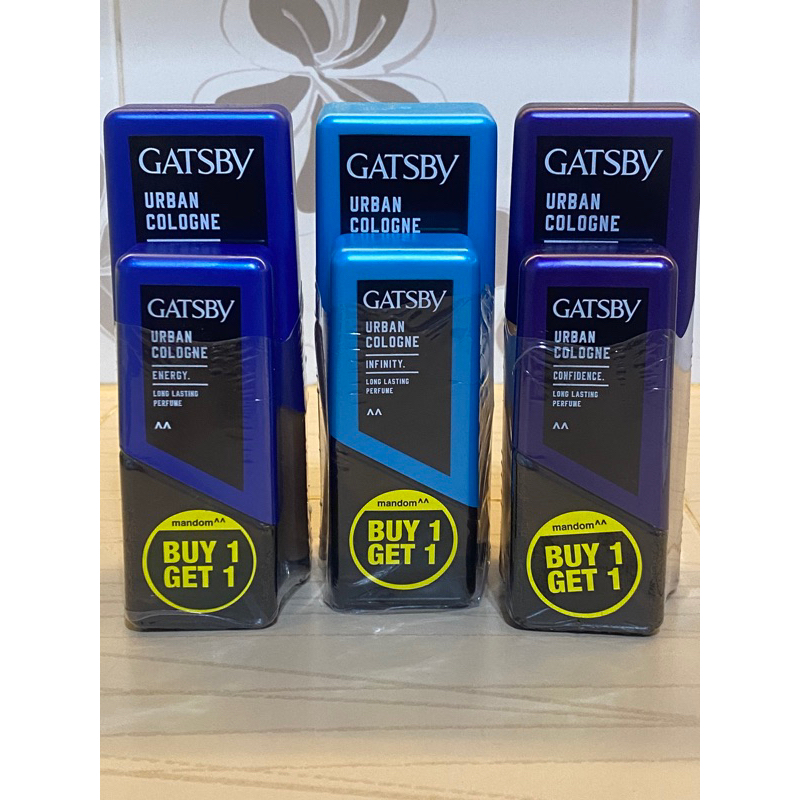 GATSBY
URBAN
COLOGNE
GATSBY
URBAN
COLOGNE
GATSBY
URBAN
COLOGNE
GATSBY
URBAN
COLOGNE
ENERGY.
LONG LASTING
PERFUME
mandom^^
BUY 1
GET 1
GATSBY
URBAN
COLOGNE
INFINITY.
LONG LASTING
PERFUME
mandom^^
BUY 1
GET 1
GATSBY
URBAN
COLOGNE
CONFIDENCE.
LONG LASTING
PERFUME
mandom^^
BUY 1
GET 1